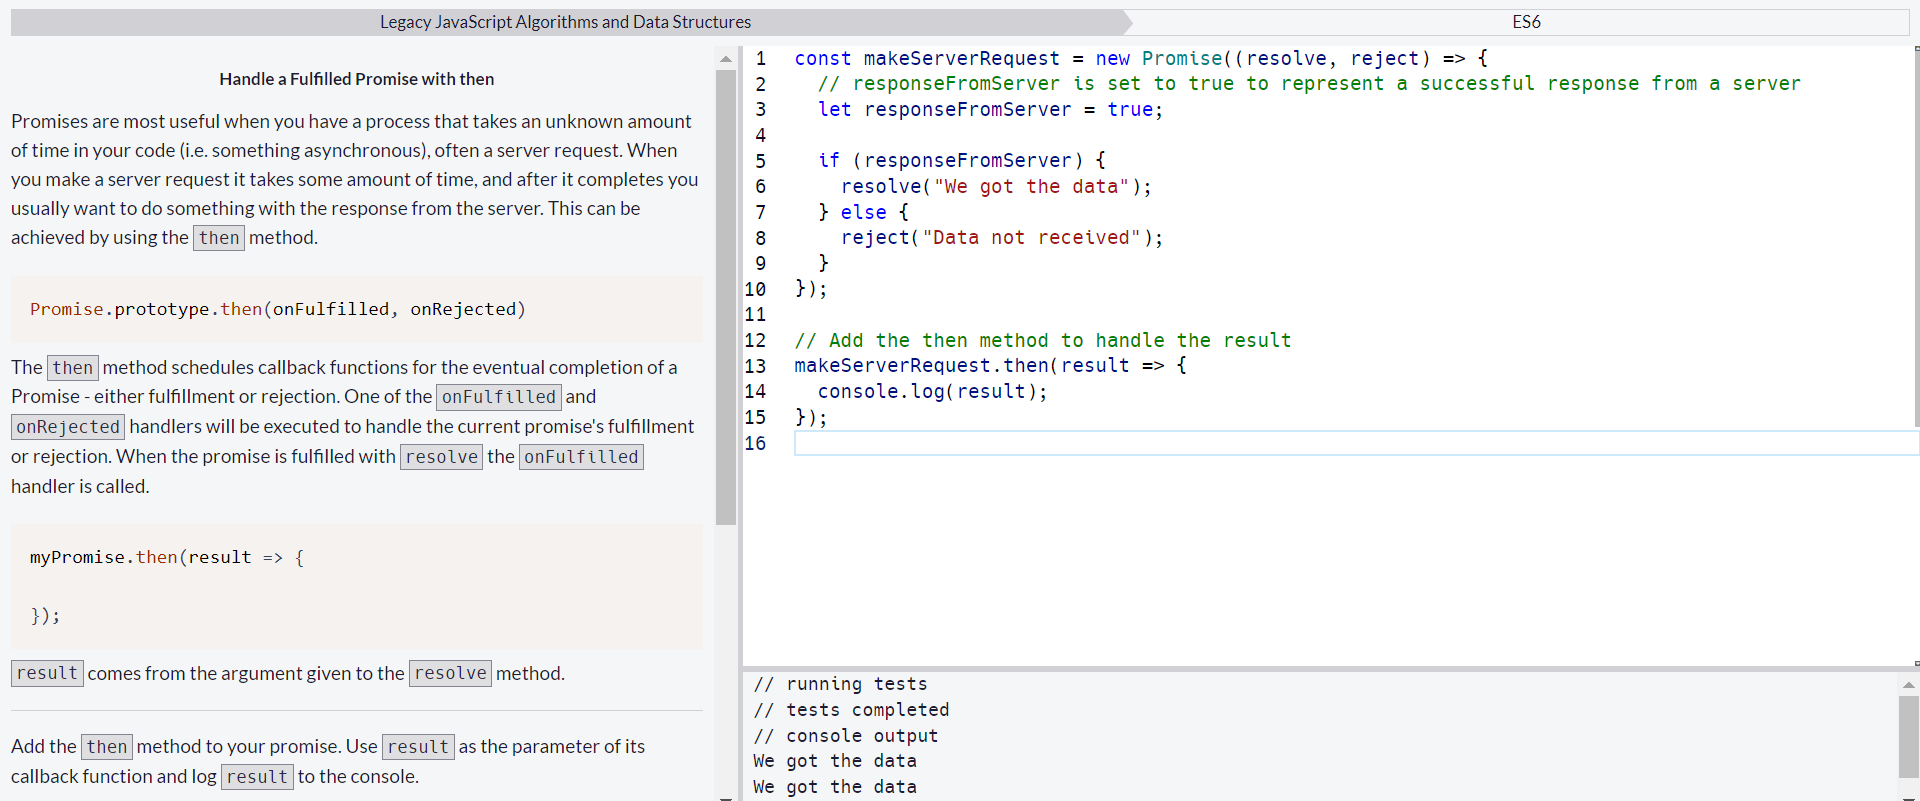 Legacy JavaScript Algorithms and Data Structures
ES6
Handle a Fulfilled Promise with then
Promises are most useful when you have a process that takes an unknown amount
of time in your code (i.e. something asynchronous), often a server request. When
you make a server request it takes some amount of time, and after it completes you
usually want to do something with the response from the server. This can be
achieved by using the then method.
Promise.prototype.then(onFulfilled, onRejected)
The then method schedules callback functions for the eventual completion of a
Promise - either fulfillment or rejection. One of the onFulfilled and
onRejected handlers will be executed to handle the current promise's fulfillment
or rejection. When the promise is fulfilled with resolve the onFulfilled
handler is called.
myPromise.then(result => {
});
result comes from the argument given to the resolve method.
Add the then method to your promise. Use result as the parameter of its
callback function and log result to the console.
1 const makeServerRequest = new Promise((resolve, reject) => {
2   // responseFromServer is set to true to represent a successful response from a server
3   let responseFromServer = true;
4
5   if (responseFromServer) {
6     resolve("We got the data");
7   } else {
8     reject("Data not received");
9   }
10 });
11
12 // Add the then method to handle the result
13 makeServerRequest.then(result => {
14   console.log(result);
15 });
16
// running tests
// tests completed
// console output
We got the data
We got the data